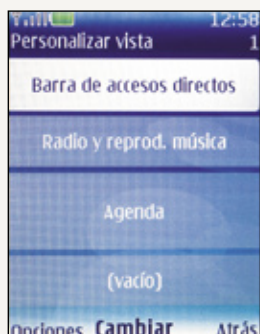 12:58
Personalizar vista 1
Barra de accesos directos
Radio y reprod. música
Agenda
(vacío)
Opciones Cambiar Atrás